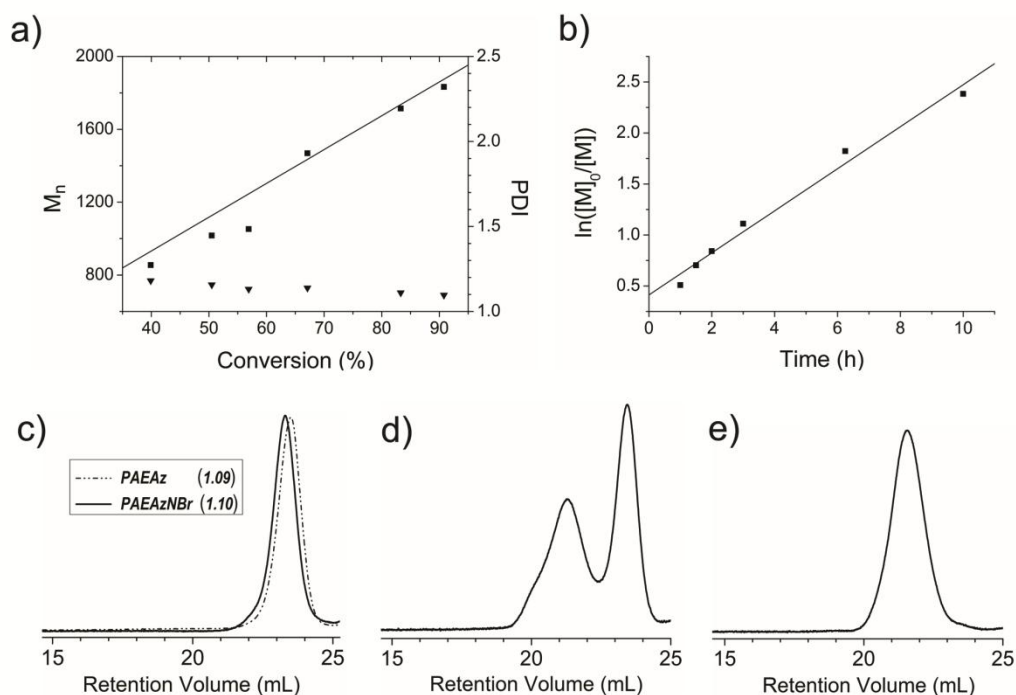 a)
2000
1600
1200
800
Mn
2.5
2.0
1.5
1.0
PDI
40 50 60 70 80 90
Conversion (%)
b)
2.5
2.0
1.5
1.0
0.5
ln([M]0/[M])
0 2 4 6 8 10
Time (h)
c)
PAEAz (1.09)
PAEAzNBr (1.10)
15 20 25
Retention Volume (mL)
d)
15 20 25
Retention Volume (mL)
e)
15 20 25
Retention Volume (mL)